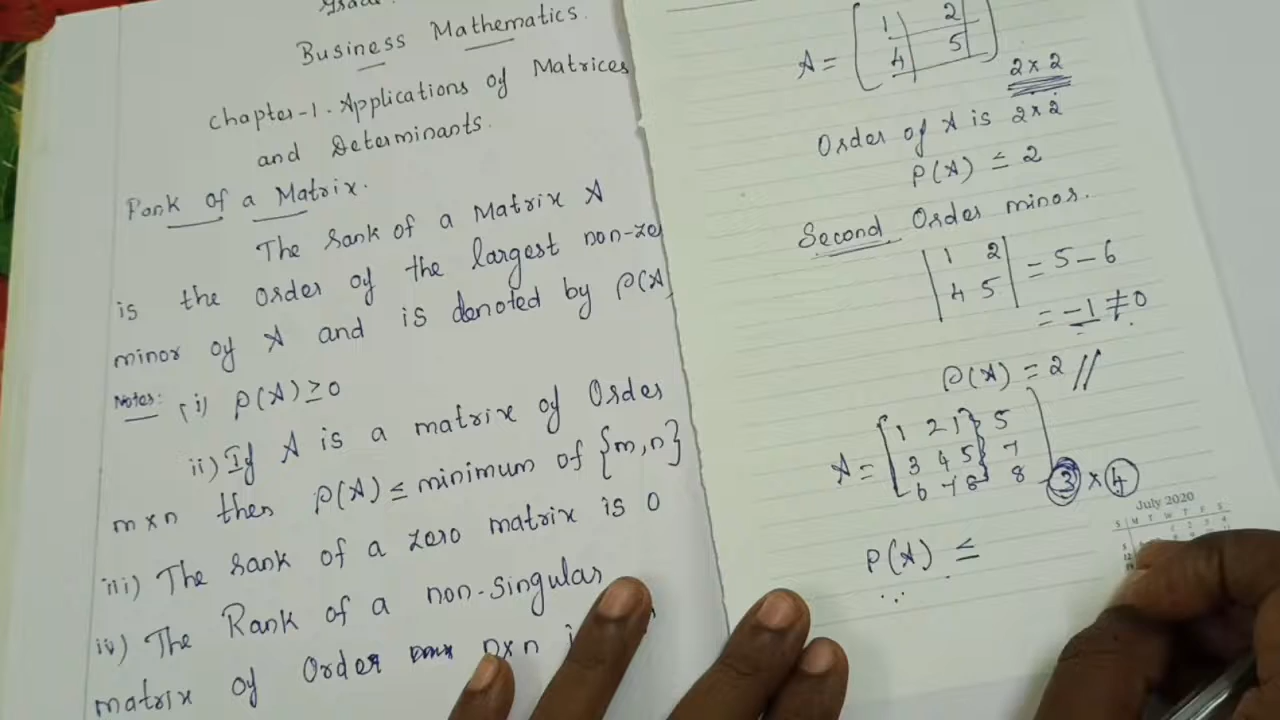 Grade
Business Mathematics.
Chapter-1. Applications of Matrices
and Determinants.
Rank of a Matrix.
The rank of a Matrix A
is the order of the largest non-ze
minor of A and is denoted by ρ(A
Notes: (i) ρ(A) ≥ 0
ii) If A is a matrix of Order
m×n then ρ(A) ≤ minimum of {m,n}
iii) The rank of a zero matrix is 0
iv) The Rank of a non-singular
matrix of Order n×n
A = [ 1 2
4 5 ]
2×2
Order of A is 2×2
ρ(A) ≤ 2
Second Order minor.
| 1 2 |
| 4 5 | = 5 - 6
= -1 ≠ 0
ρ(A) = 2 //
A = [ 1 2 1 5
3 4 5 7
6 7 8 8 ] 3 × 4
ρ(A) ≤
July 2020
S M T W T F S